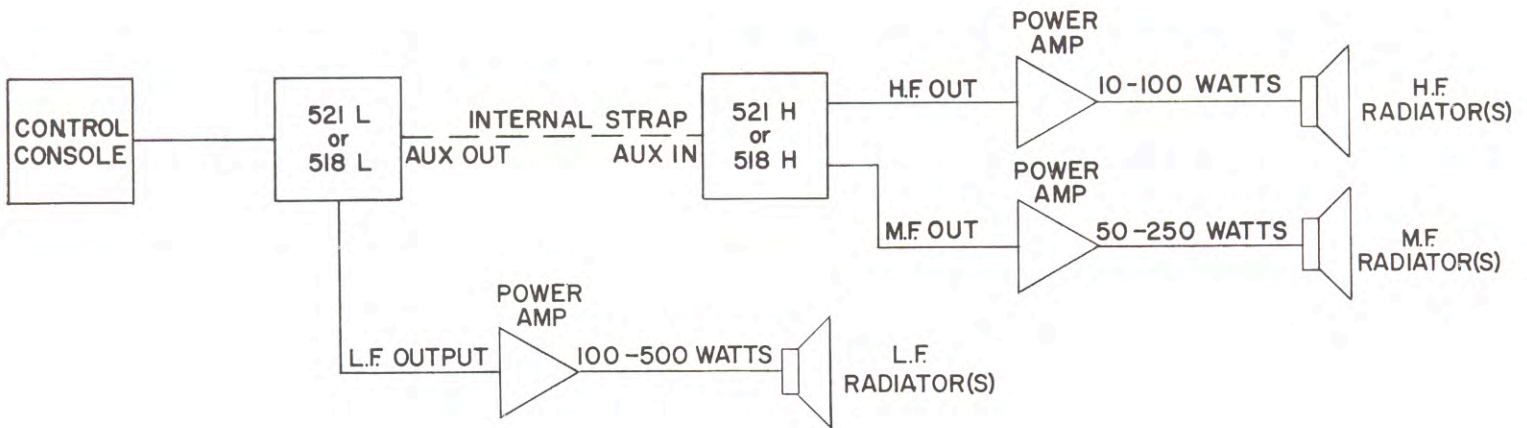 CONTROL
CONSOLE
521 L
or
518 L
INTERNAL STRAP
AUX OUT
AUX IN
521 H
or
518 H
H.F. OUT
POWER
AMP
10-100 WATTS
H.F.
RADIATOR(S)
M.F. OUT
POWER
AMP
50-250 WATTS
M.F.
RADIATOR(S)
L.F. OUTPUT
POWER
AMP
100-500 WATTS
L.F.
RADIATOR(S)